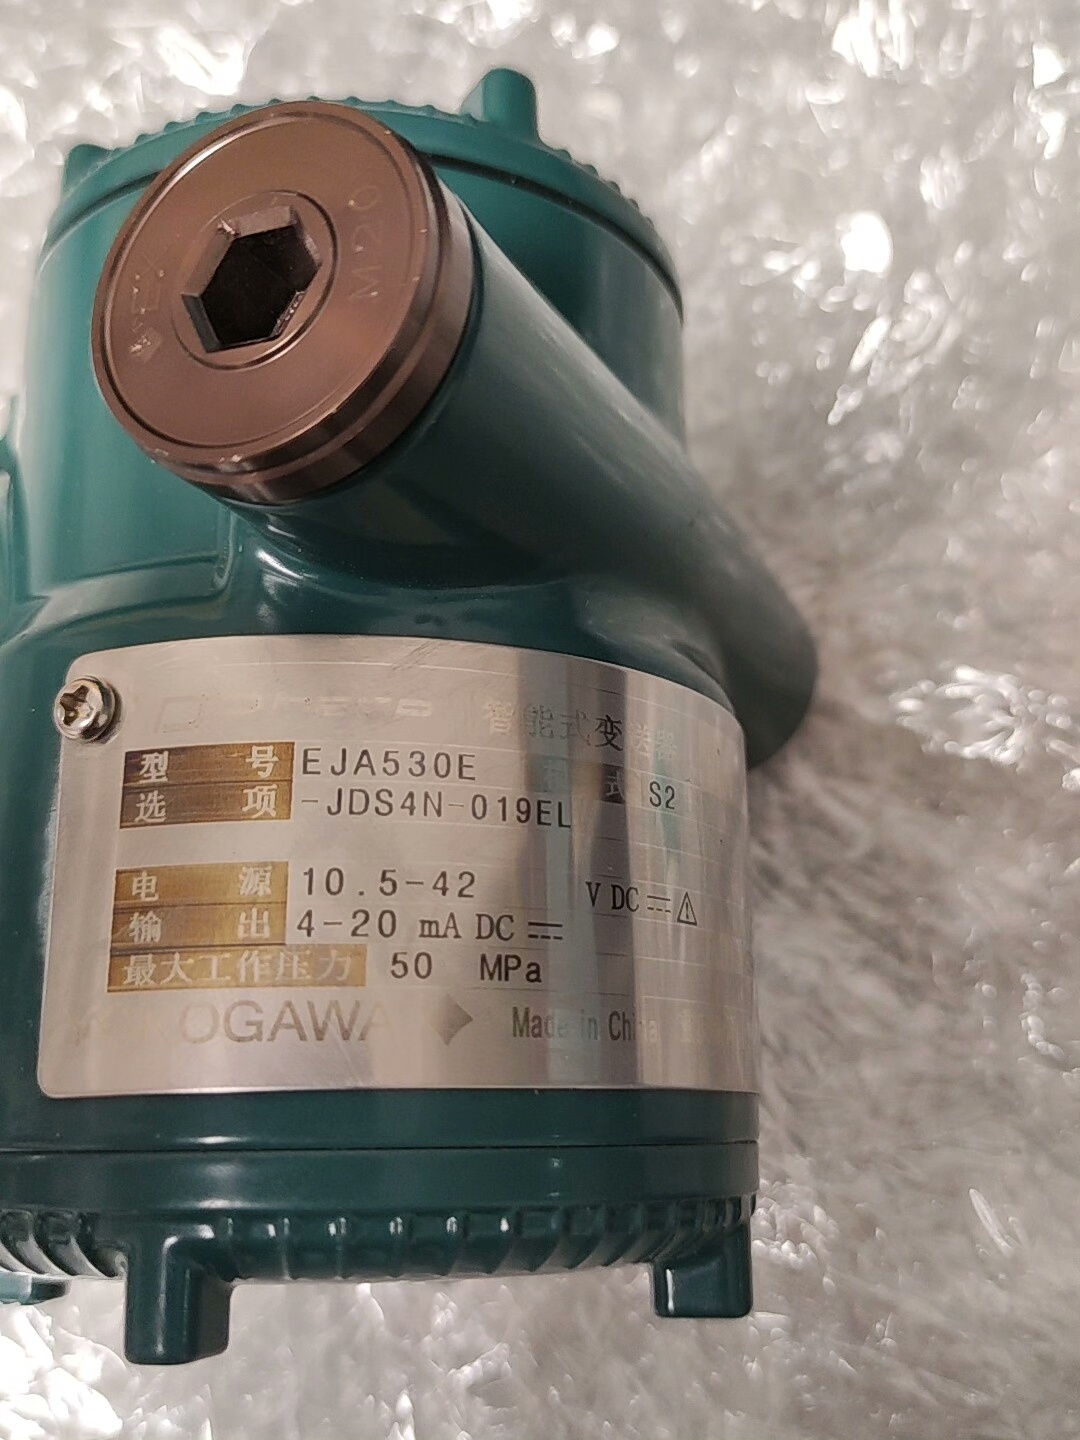 M20
智能式变送器
型 号 EJA530E 式 S2
选 项 -JDS4N-019EL
电 源 10.5-42 V DC
输 出 4-20 mA DC
最大工作压力 50 MPa
OGAWA Made in China